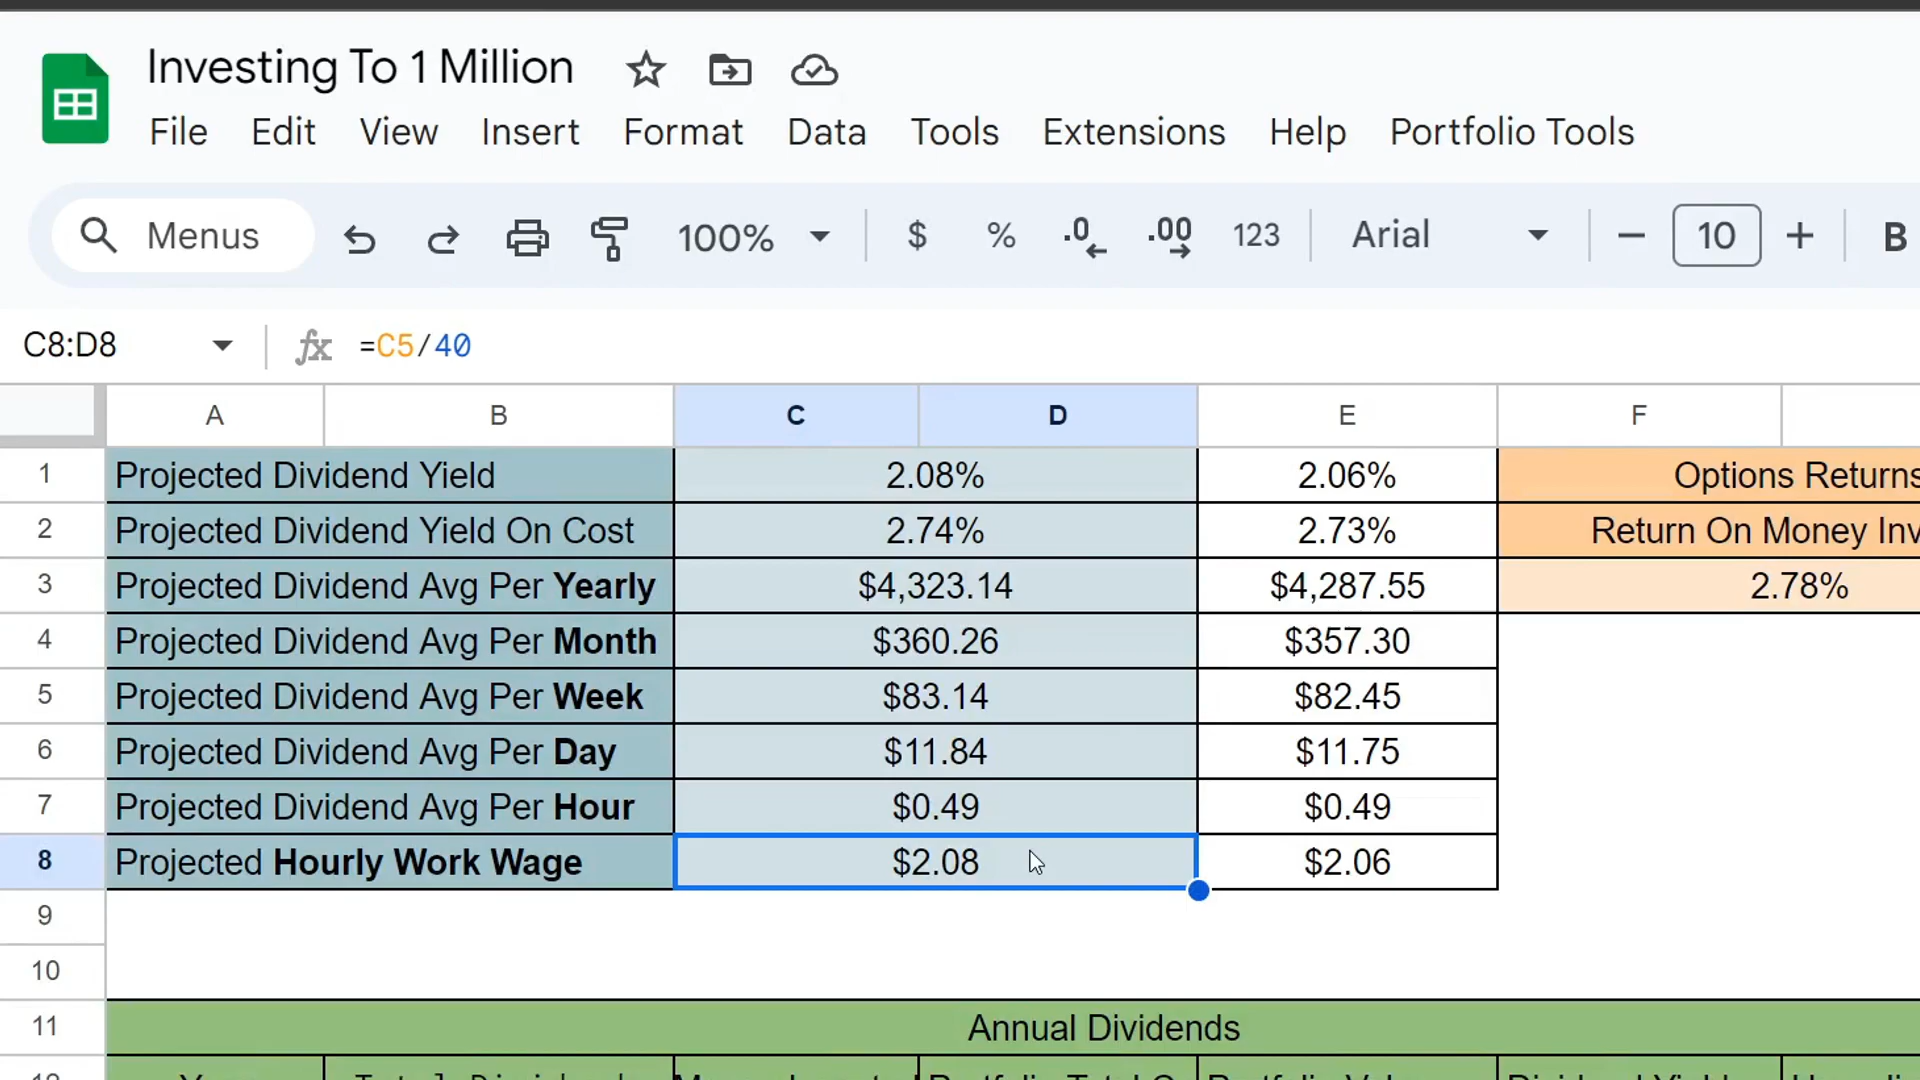 Investing To 1 Million
File Edit View Insert Format Data Tools Extensions Help Portfolio Tools
Menus 100% $ % .0 .00 123 Arial 10 B
C8:D8 fx =C5/40
A B C D E F
1 Projected Dividend Yield 2.08% 2.06% Options Returns
2 Projected Dividend Yield On Cost 2.74% 2.73% Return On Money Inv
3 Projected Dividend Avg Per Yearly $4,323.14 $4,287.55 2.78%
4 Projected Dividend Avg Per Month $360.26 $357.30
5 Projected Dividend Avg Per Week $83.14 $82.45
6 Projected Dividend Avg Per Day $11.84 $11.75
7 Projected Dividend Avg Per Hour $0.49 $0.49
8 Projected Hourly Work Wage $2.08 $2.06
9
10
11 Annual Dividends